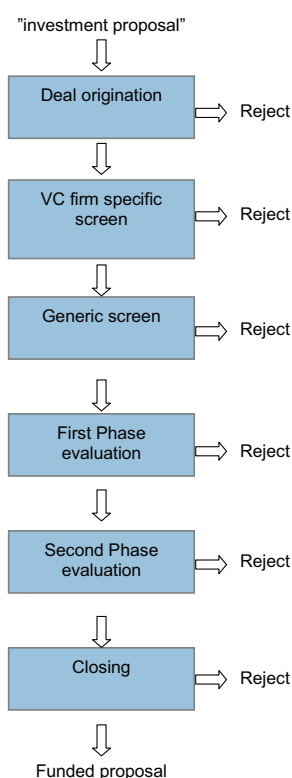 ”investment proposal”
Deal origination
Reject
VC firm specific
screen
Reject
Generic screen
Reject
First Phase
evaluation
Reject
Second Phase
evaluation
Reject
Closing
Reject
Funded proposal